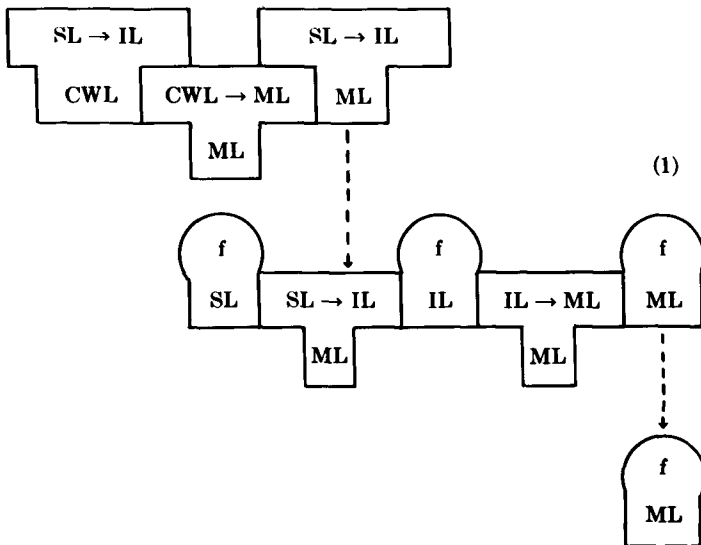 SL → IL SL → IL
CWL CWL → ML ML
ML
(1)
f f f
SL SL → IL IL IL → ML ML
ML ML
f
ML